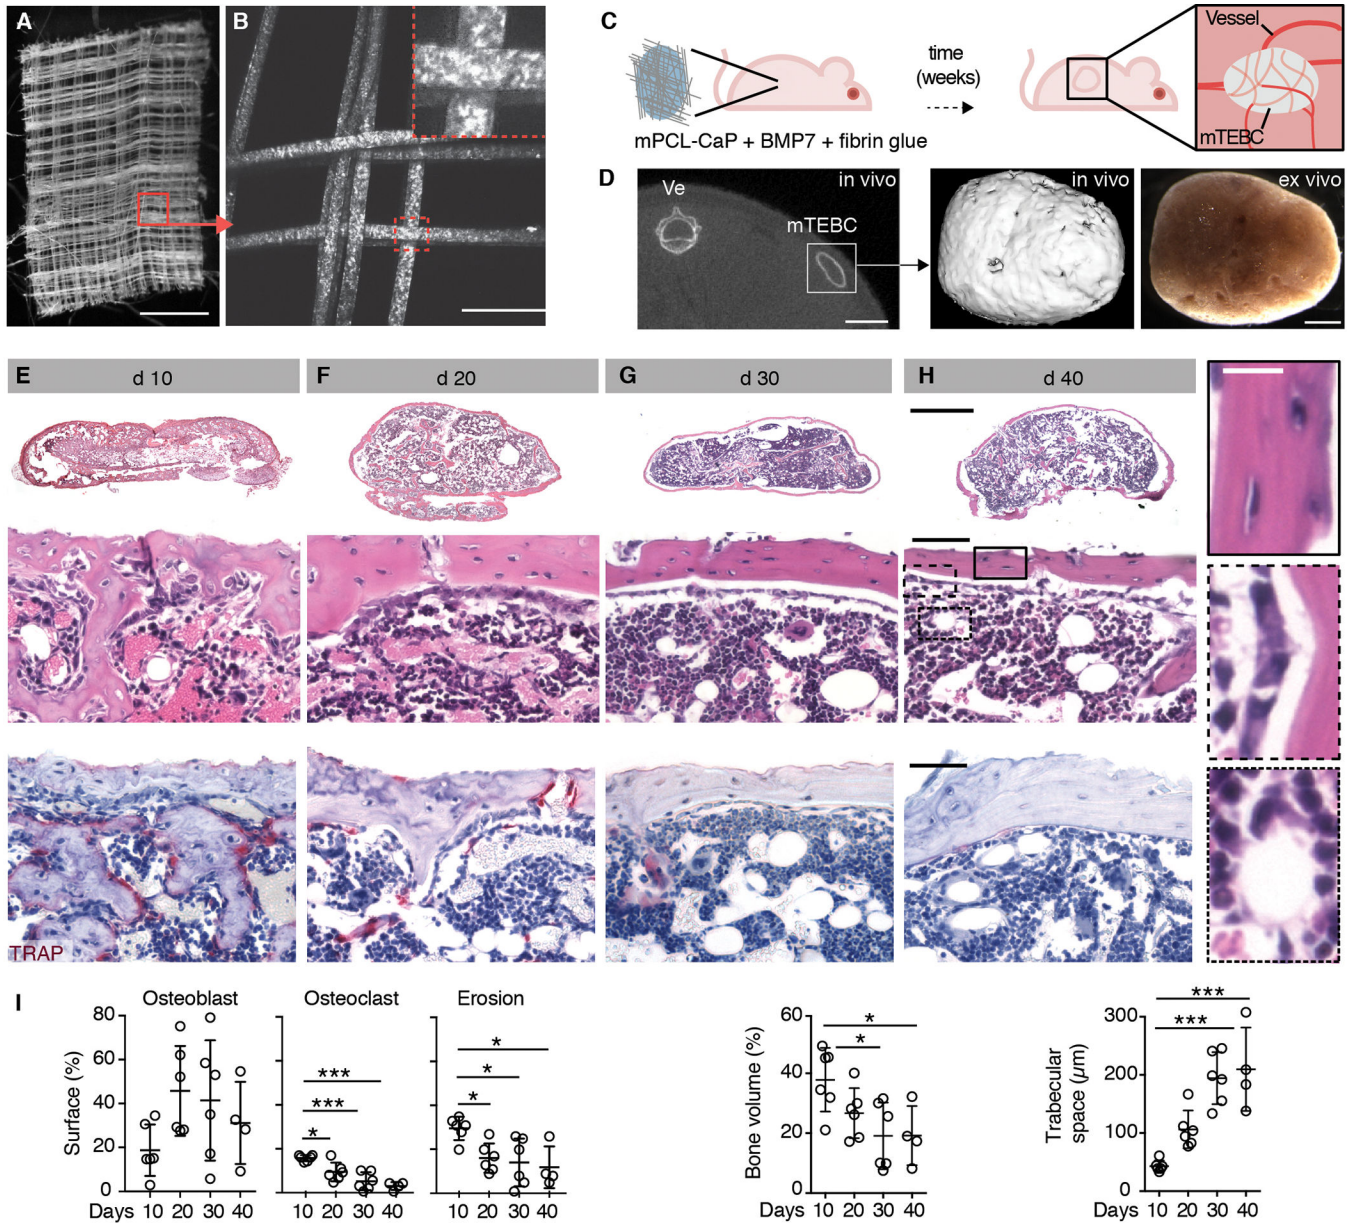 A
B
C
time
(weeks)
Vessel
mTEBC
mPCL-CaP + BMP7 + fibrin glue
D
Ve
in vivo
mTEBC
in vivo
ex vivo
E d 10
F d 20
G d 30
H d 40
TRAP
I
Osteoblast
Osteoclast
Erosion
Surface (%)
80
60
40
20
0
*
***
***
*
*
*
Days 10 20 30 40
10 20 30 40
10 20 30 40
Bone volume (%)
60
40
20
0
*
*
Days 10 20 30 40
Trabecular
space (µm)
300
200
100
0
***
***
Days 10 20 30 40